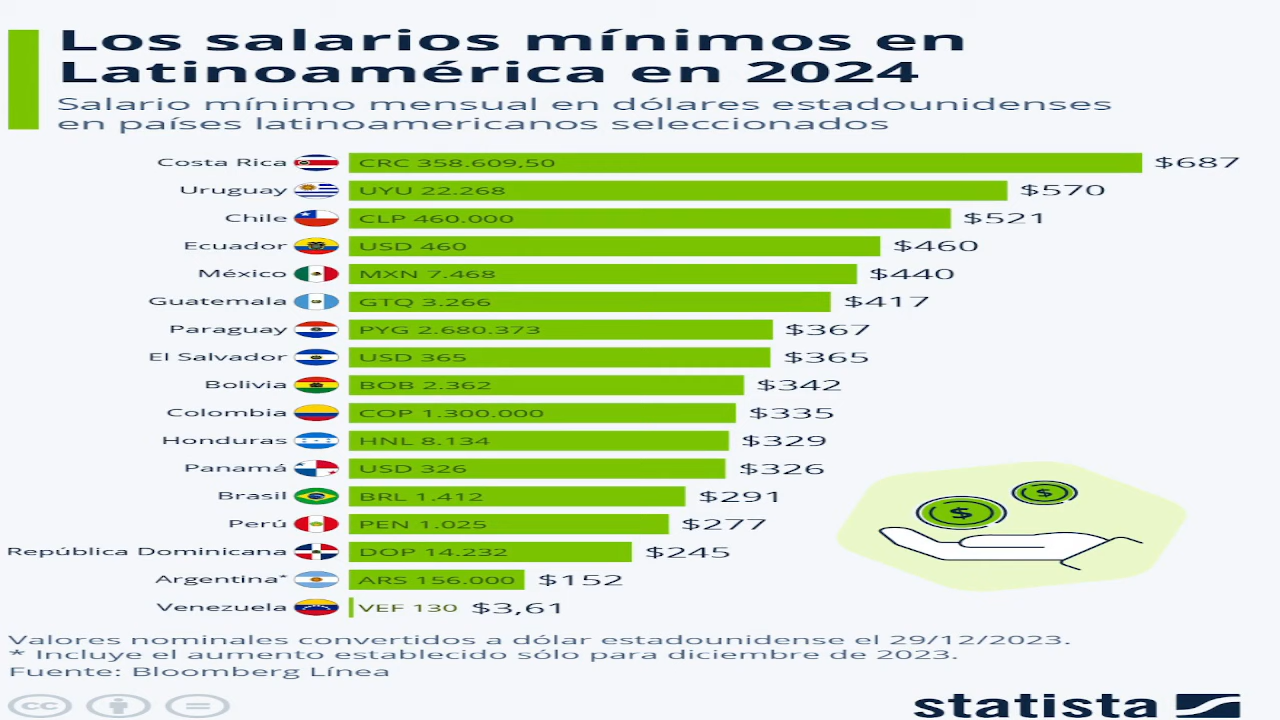 Los salarios mínimos en
Latinoamérica en 2024
Salario mínimo mensual en dólares estadounidenses
en países latinoamericanos seleccionados
Costa Rica CRC 358.609,50 $687
Uruguay UYU 22.268 $570
Chile CLP 460.000 $521
Ecuador USD 460 $460
México MXN 7.468 $440
Guatemala GTQ 3.266 $417
Paraguay PYG 2.680.373 $367
El Salvador USD 365 $365
Bolivia BOB 2.362 $342
Colombia COP 1.300.000 $335
Honduras HNL 8.134 $329
Panamá USD 326 $326
Brasil BRL 1.412 $291
Perú PEN 1.025 $277
República Dominicana DOP 14.232 $245
Argentina* ARS 156.000 $152
Venezuela VEF 130 $3,61
Valores nominales convertidos a dólar estadounidense el 29/12/2023.
* Incluye el aumento establecido sólo para diciembre de 2023.
Fuente: Bloomberg Línea
cc
statista